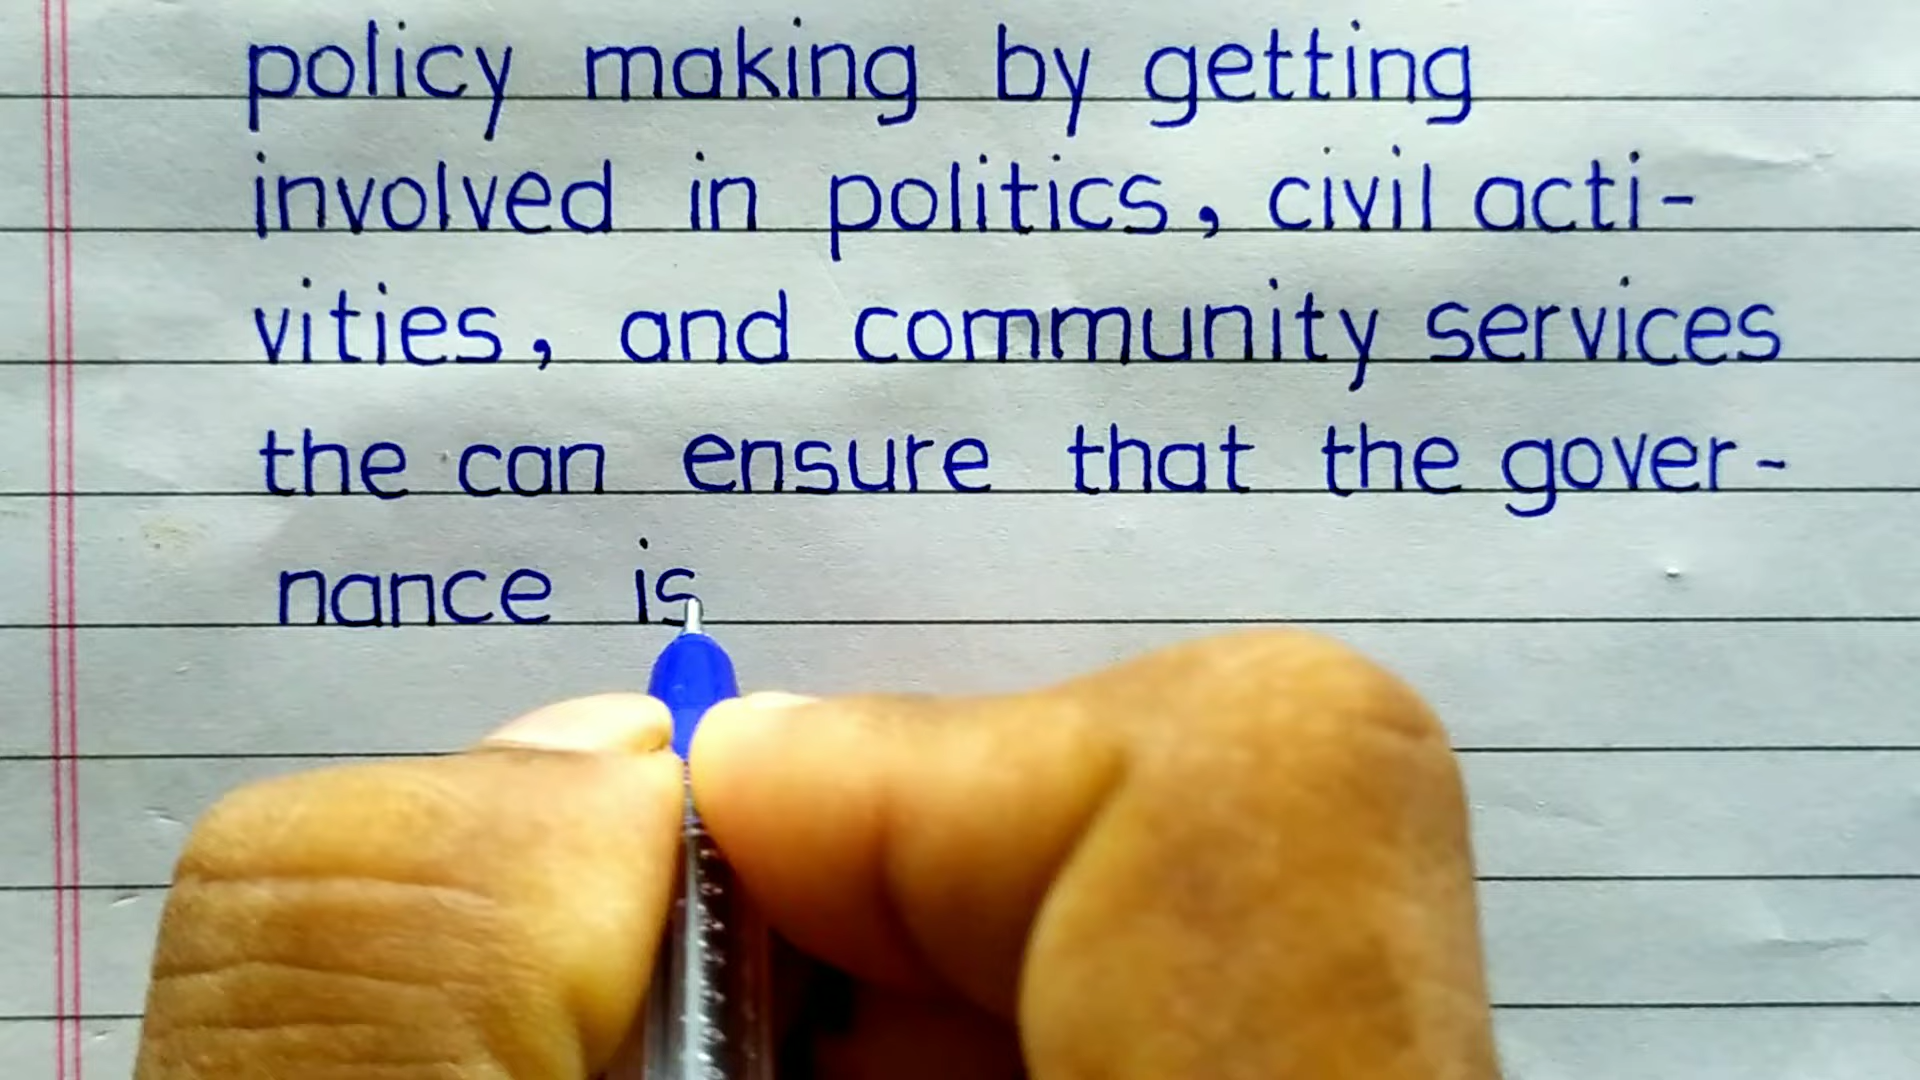 policy making by getting
involved in politics, civil acti-
vities, and community services
the can ensure that the gover-
nance is